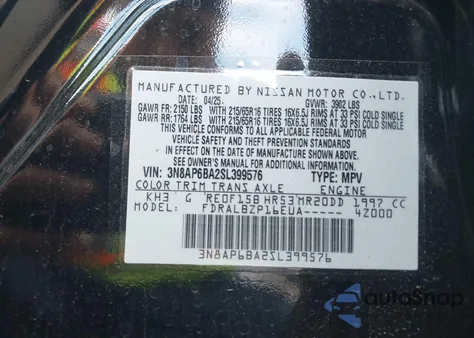 MANUFACTURED BY NISSAN MOTOR CO.,LTD.
DATE: 04/25 GVWR: 3902 LBS
GAWR FR: 2150 LBS WITH 215/65R16 TIRES 16X6.5J RIMS AT 33 PSI COLD SINGLE
GAWR RR: 1764 LBS WITH 215/65R16 TIRES 16X6.5J RIMS AT 33 PSI COLD SINGLE
THIS VEHICLE CONFORMS TO ALL APPLICABLE FEDERAL MOTOR
VEHICLE SAFETY AND THEFT PREVENTION STANDARDS
IN EFFECT ON THE DATE OF MANUFACTURE SHOWN ABOVE.
SEE OWNER'S MANUAL FOR ADDITIONAL INFORMATION.
VIN: 3N8AP6BA2SL399576 TYPE: MPV
COLOR TRIM TRANS AXLE ENGINE
KH3 G RE0F15B HR53 MR20DD 1997 CC
MODEL: FDRALBZP16EUA----- 4Z000
3N8AP6BA2SL399576
autoSnap